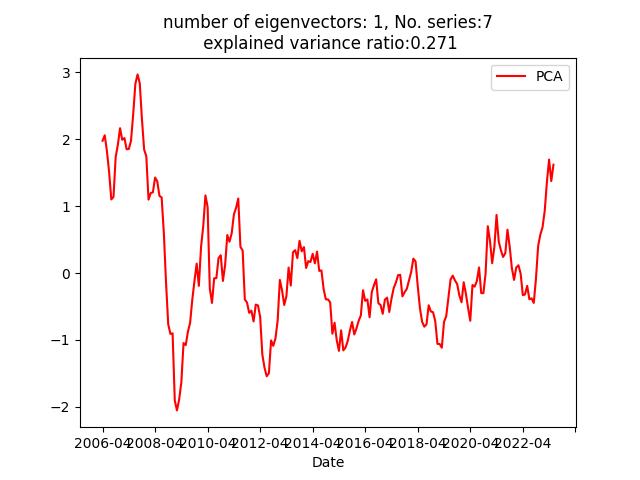 number of eigenvectors: 1, No. series:7
explained variance ratio:0.271
PCA
3
2
1
0
−1
−2
2006-04 2008-04 2010-04 2012-04 2014-04 2016-04 2018-04 2020-04 2022-04
Date